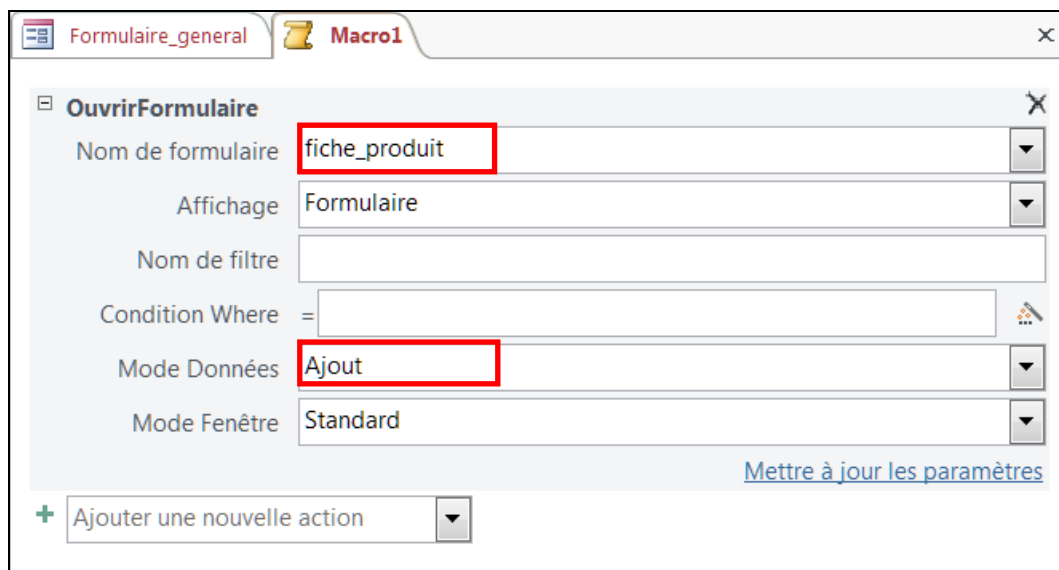 Formulaire_general Macro1
OuvrirFormulaire
Nom de formulaire fiche_produit
Affichage Formulaire
Nom de filtre
Condition Where =
Mode Données Ajout
Mode Fenêtre Standard
Mettre à jour les paramètres
Ajouter une nouvelle action